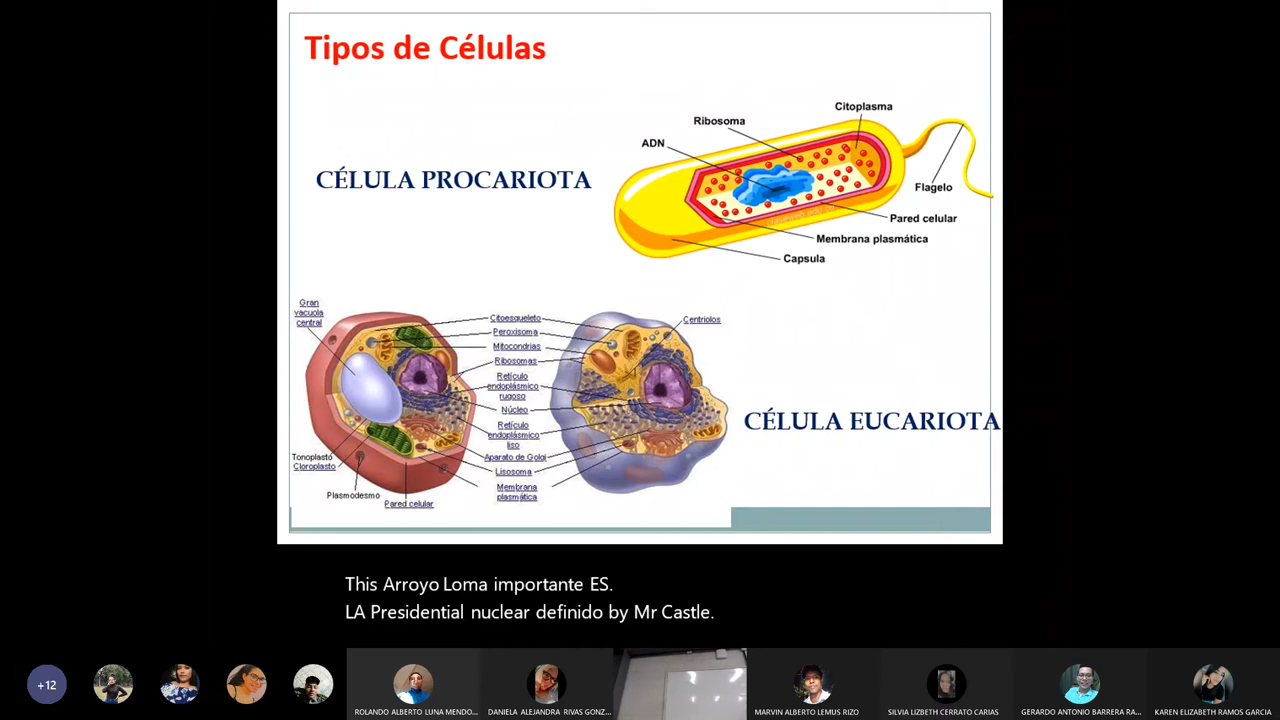 Tipos de Células
Citoplasma
Ribosoma
ADN
CÉLULA PROCARIOTA
Flagelo
Pared celular
Membrana plasmática
Capsula
Gran
vacuola
central
Citoesqueleto
Peroxisoma
Mitocondrias
Ribosomas
Retículo
endoplásmico
rugoso
Núcleo
Retículo
endoplásmico
liso
Aparato de Golgi
Lisosoma
Membrana
plasmática
Centriolos
CÉLULA EUCARIOTA
Tonoplasto
Cloroplasto
Plasmodesmo
Pared celular
This Arroyo Loma importante ES.
LA Presidential nuclear definido by Mr Castle.
+12
ROLANDO ALBERTO LUNA MENDO...
DANIELA ALEJANDRA RIVAS GONZ...
MARVIN ALBERTO LEMUS RIZO
SILVIA LIZBETH CERRATO CARIAS
GERARDO ANTONIO BARRERA RA...
KAREN ELIZABETH RAMOS GARCIA